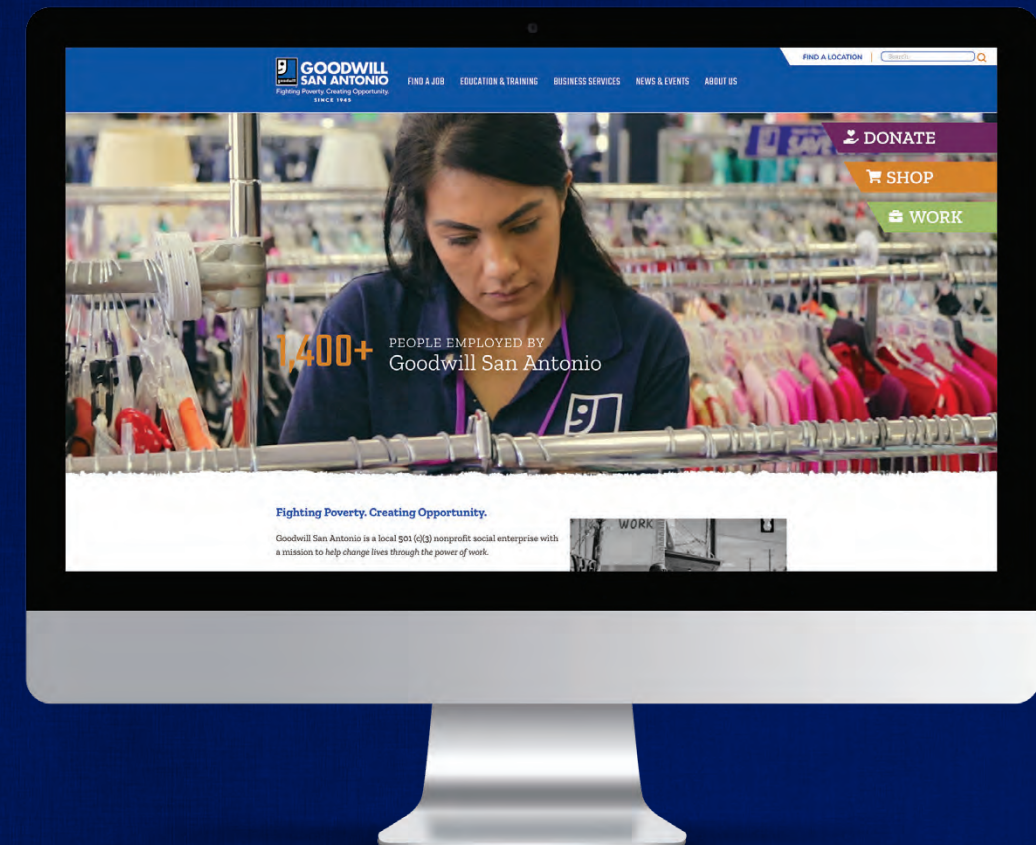 FIND A LOCATION
Search
goodwill
GOODWILL
SAN ANTONIO
Fighting Poverty. Creating Opportunity.
SINCE 1945
FIND A JOB EDUCATION & TRAINING BUSINESS SERVICES NEWS & EVENTS ABOUT US
DONATE
SHOP
WORK
1,400+
PEOPLE EMPLOYED BY
Goodwill San Antonio
Fighting Poverty. Creating Opportunity.
Goodwill San Antonio is a local 501 (c)(3) nonprofit social enterprise with
a mission to help change lives through the power of work.
WORK